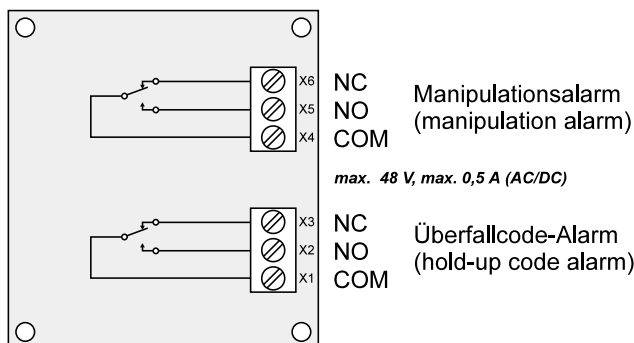 X6 NC
X5 NO
X4 COM
Manipulationsalarm
(manipulation alarm)
max. 48 V, max. 0,5 A (AC/DC)
X3 NC
X2 NO
X1 COM
Überfallcode-Alarm
(hold-up code alarm)